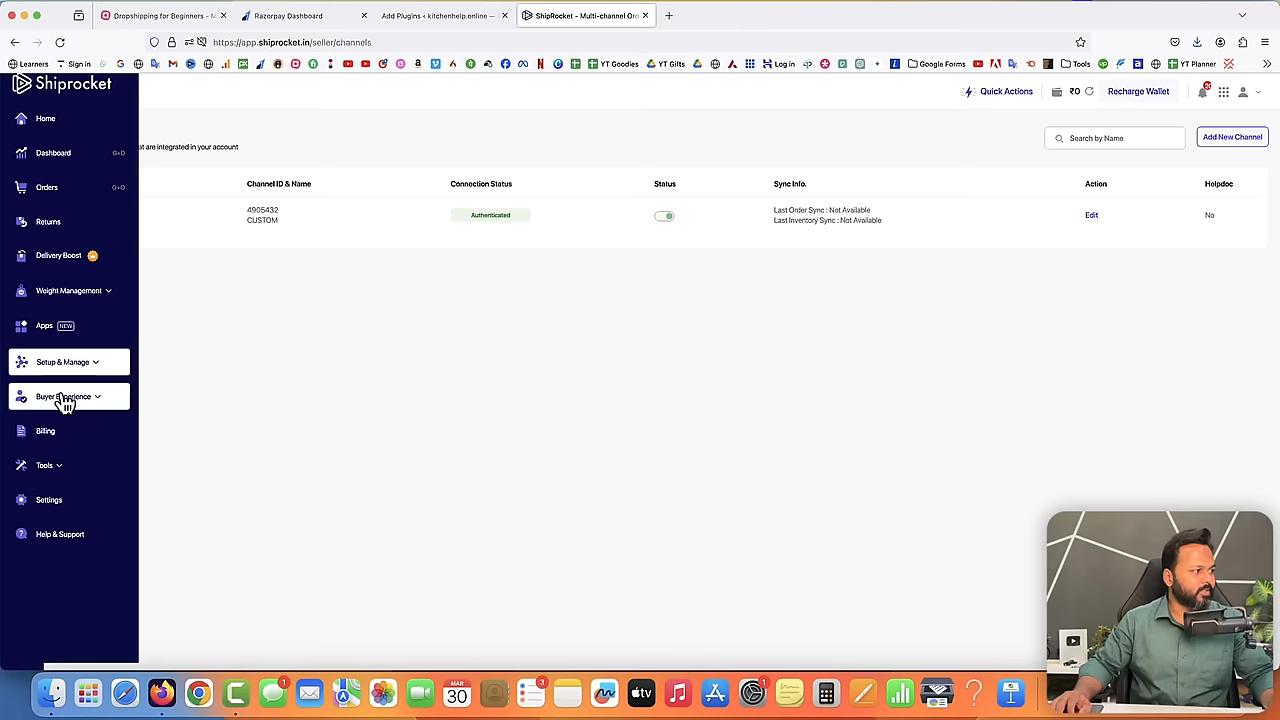 Dropshipping for Beginners - M
Razorpay Dashboard
Add Plugins ‹ kitchenhelp.online —
ShipRocket - Multi-channel Ord
https://app.shiprocket.in/seller/channels
Learners
Sign in
YT Goodies
YT Gifts
Log in
Google Forms
Tools
YT Planner
Shiprocket
Quick Actions
₹0
Recharge Wallet
Home
Dashboard G+D
Orders G+O
Returns
Delivery Boost
Weight Management
Apps NEW
Setup & Manage
Buyer Experience
Billing
Tools
Settings
Help & Support
at are integrated in your account
Search by Name
Add New Channel
Channel ID & Name
Connection Status
Status
Sync Info.
Action
Helpdoc
4905432
CUSTOM
Authenticated
Last Order Sync : Not Available
Last Inventory Sync : Not Available
Edit
No
MAR
30
tv
1
3
1